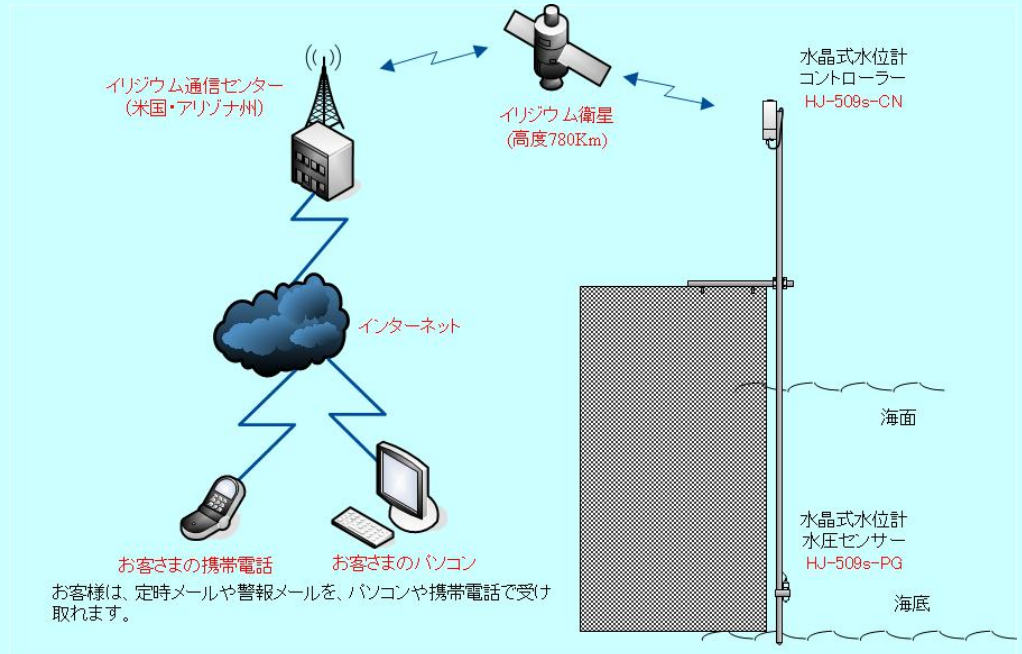 イリジウム通信センター
(米国・アリゾナ州)
イリジウム衛星
(高度780Km)
水晶式水位計
コントローラー
HJ-509s-CN
インターネット
海面
水晶式水位計
水圧センサー
HJ-509s-PG
海底
お客さまの携帯電話
お客さまのパソコン
お客様は、定時メールや警報メールを、パソコンや携帯電話で受け
取れます。